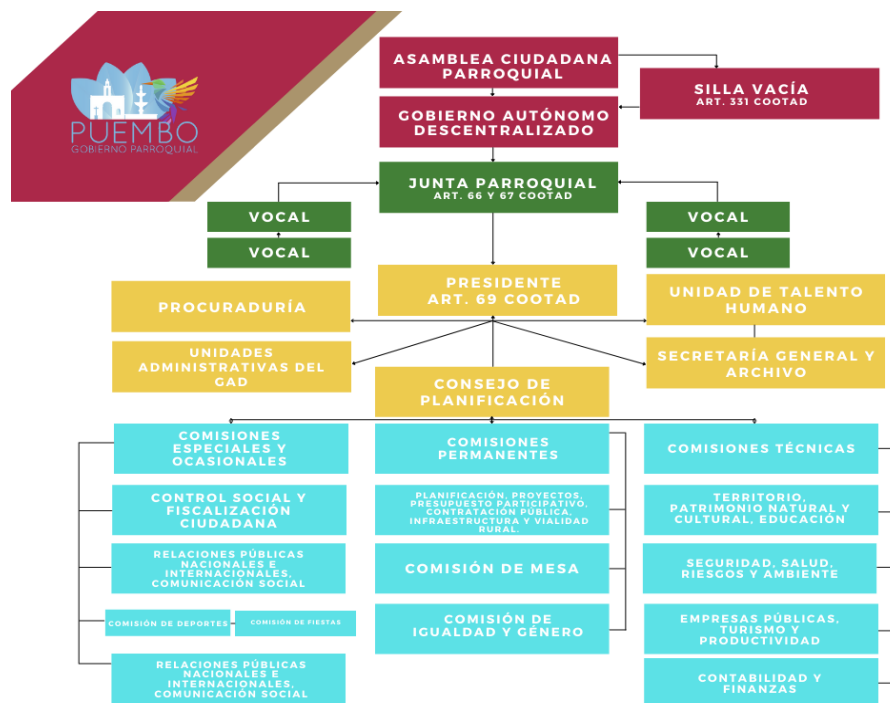 ASAMBLEA CIUDADANA
PARROQUIAL
SILLA VACÍA
ART. 331 COOTAD
PUEMBO
GOBIERNO PARROQUIAL
GOBIERNO AUTÓNOMO
DESCENTRALIZADO
JUNTA PARROQUIAL
ART. 66 Y 67 COOTAD
VOCAL
VOCAL
VOCAL
VOCAL
PRESIDENTE
ART. 69 COOTAD
PROCURADURÍA
UNIDAD DE TALENTO
HUMANO
UNIDADES
ADMINISTRATIVAS DEL
GAD
SECRETARÍA GENERAL Y
ARCHIVO
CONSEJO DE
PLANIFICACIÓN
COMISIONES
ESPECIALES Y
OCASIONALES
CONTROL SOCIAL Y
FISCALIZACIÓN
CIUDADANA
RELACIONES PÚBLICAS
NACIONALES E
INTERNACIONALES,
COMUNICACIÓN SOCIAL
COMISIÓN DE DEPORTES
COMISIÓN DE FIESTAS
RELACIONES PÚBLICAS
NACIONALES E
INTERNACIONALES,
COMUNICACIÓN SOCIAL
COMISIONES
PERMANENTES
PLANIFICACIÓN, PROYECTOS,
PRESUPUESTO PARTICIPATIVO,
CONTRATACIÓN PÚBLICA,
INFRAESTRUCTURA Y VIALIDAD
RURAL.
COMISIÓN DE MESA
COMISIÓN DE
IGUALDAD Y GÉNERO
COMISIONES TÉCNICAS
TERRITORIO,
PATRIMONIO NATURAL Y
CULTURAL, EDUCACIÓN
SEGURIDAD, SALUD,
RIESGOS Y AMBIENTE
EMPRESAS PÚBLICAS,
TURISMO Y
PRODUCTIVIDAD
CONTABILIDAD Y
FINANZAS